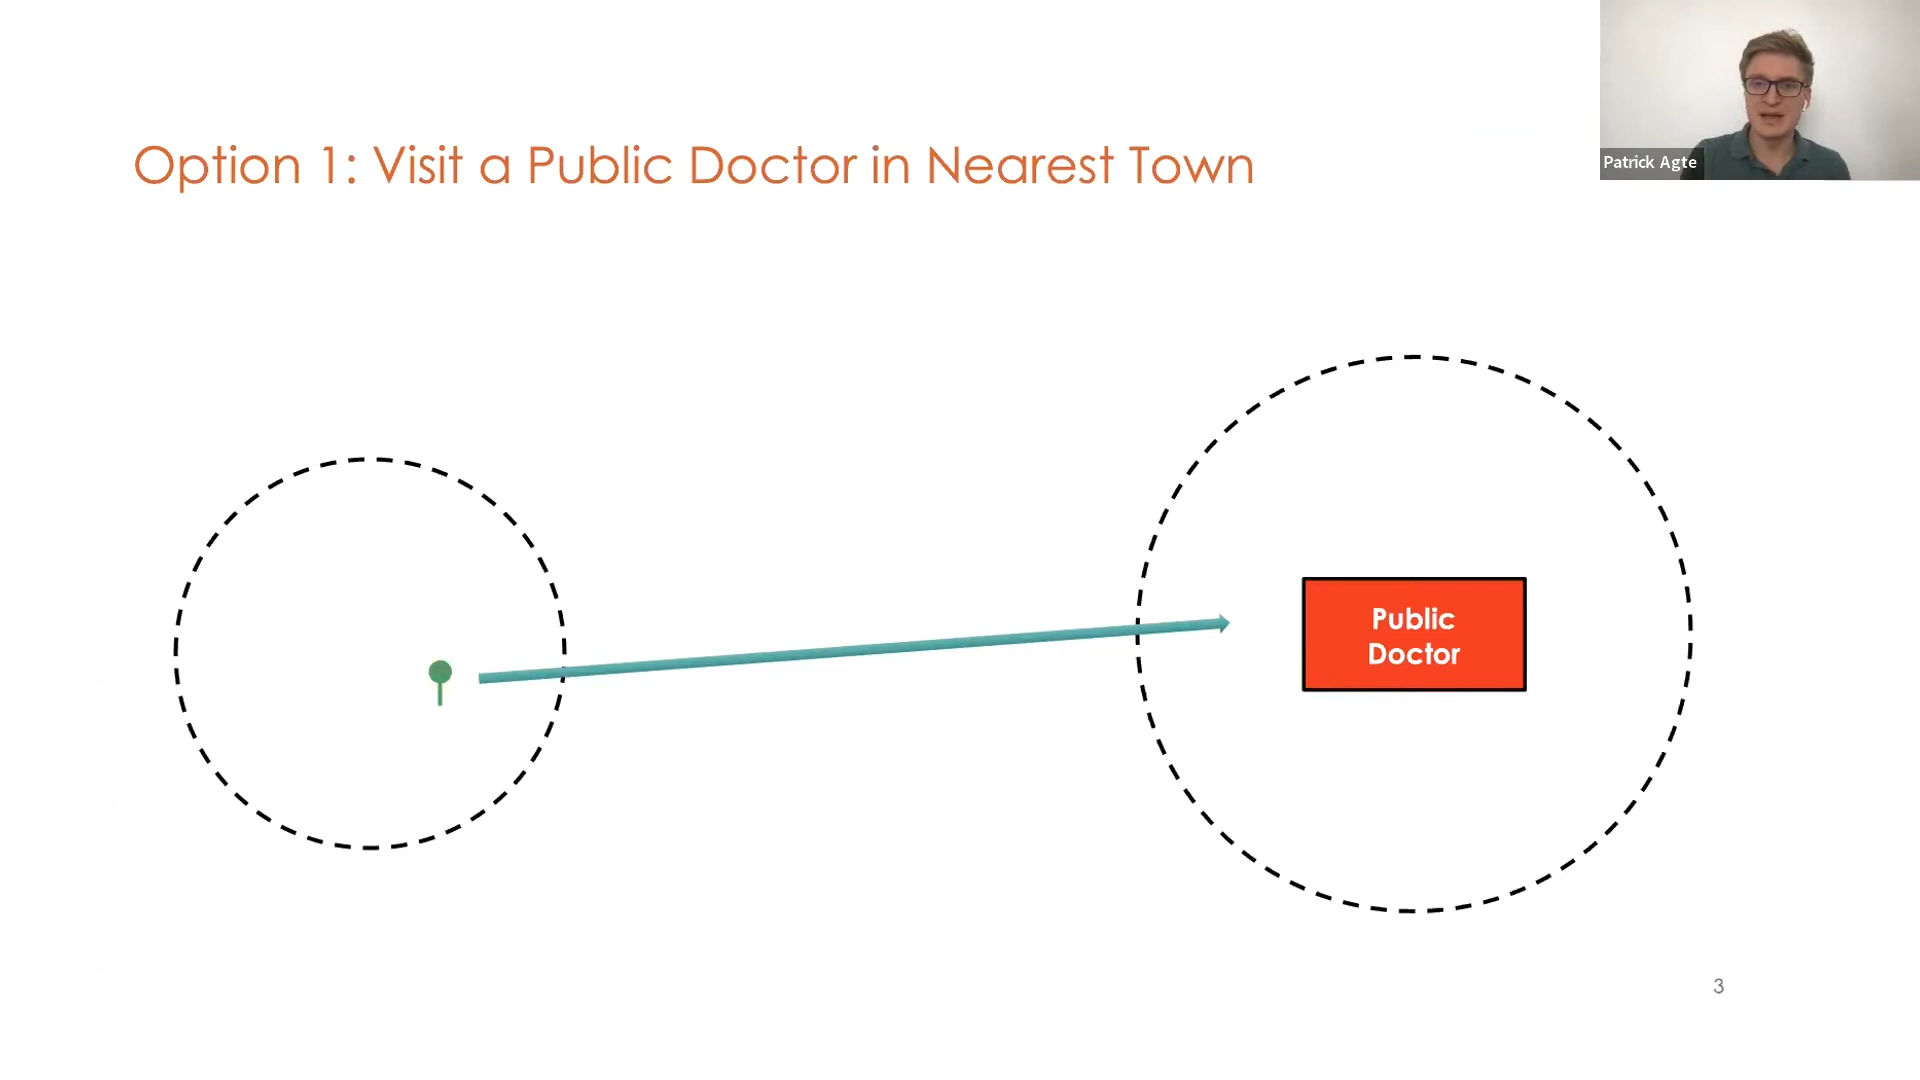 Option 1: Visit a Public Doctor in Nearest Town
Patrick Agte
Public
Doctor
3